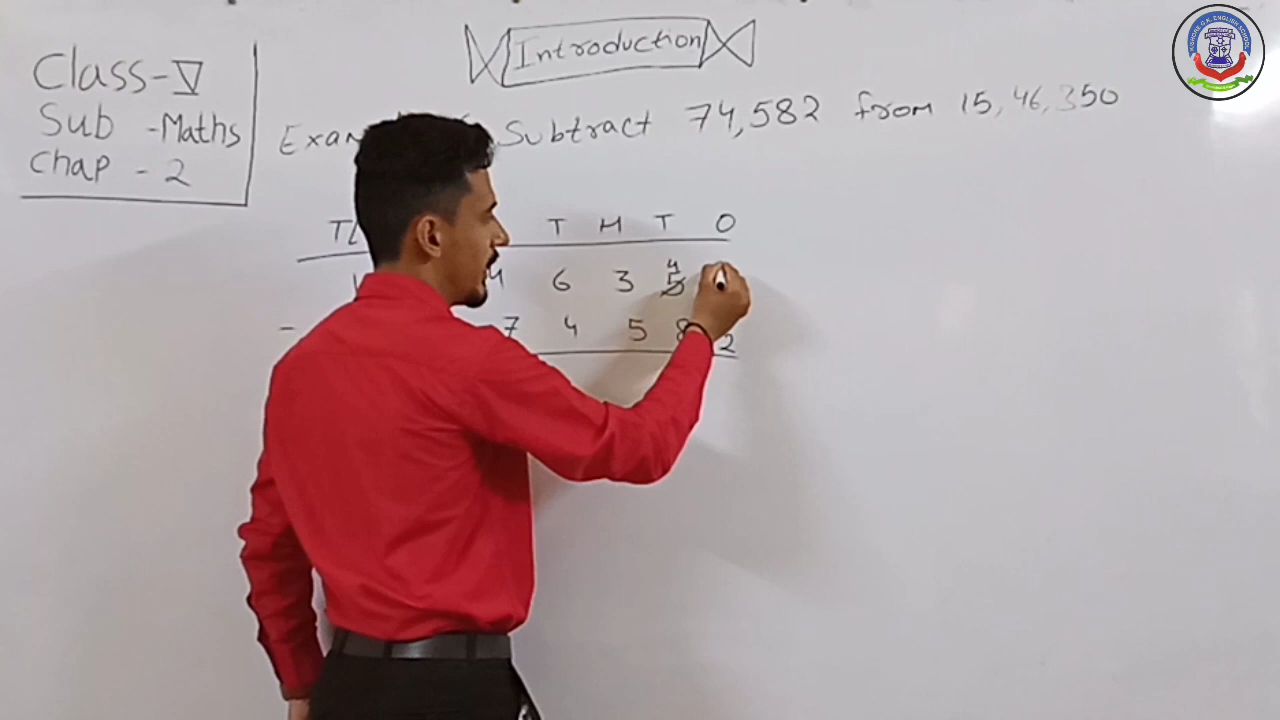 Introduction
Class-V
Sub -Maths
Chap - 2
Subtract 74,582 from 15,46,350
T M T O
4 6 3 5 4
- 7 4 5 8 2